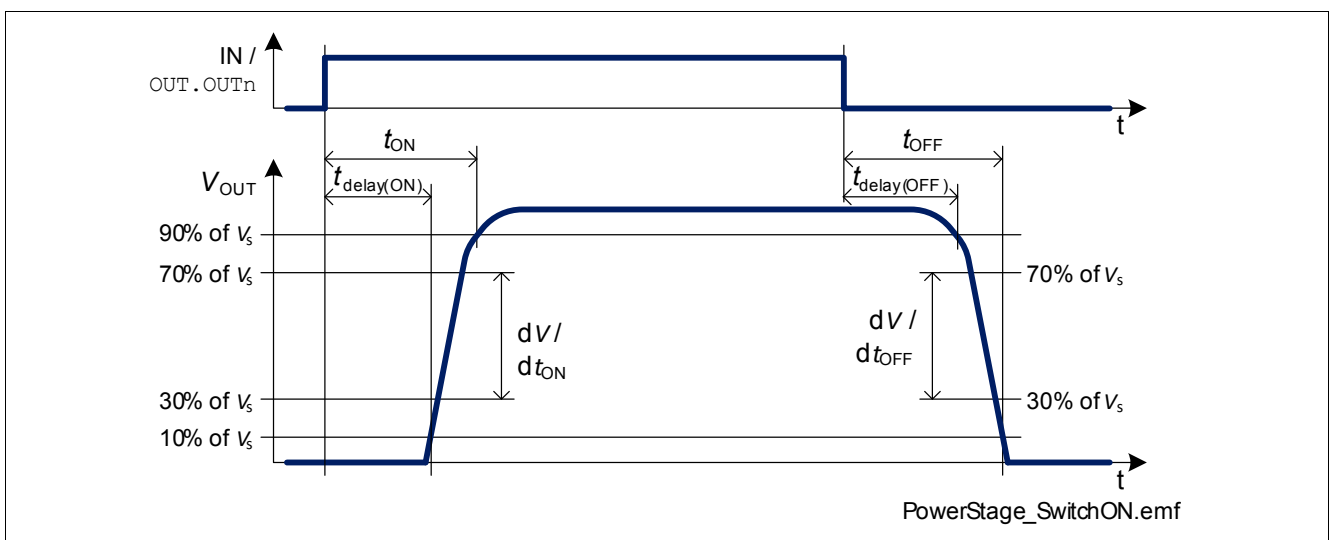 IN /
OUT.OUTn
t
tON
tOFF
VOUT
tdelay(ON)
tdelay(OFF)
90% of Vs
70% of Vs
70% of Vs
dV /
dtON
dV /
dtOFF
30% of Vs
30% of Vs
10% of Vs
t
PowerStage_SwitchON.emf